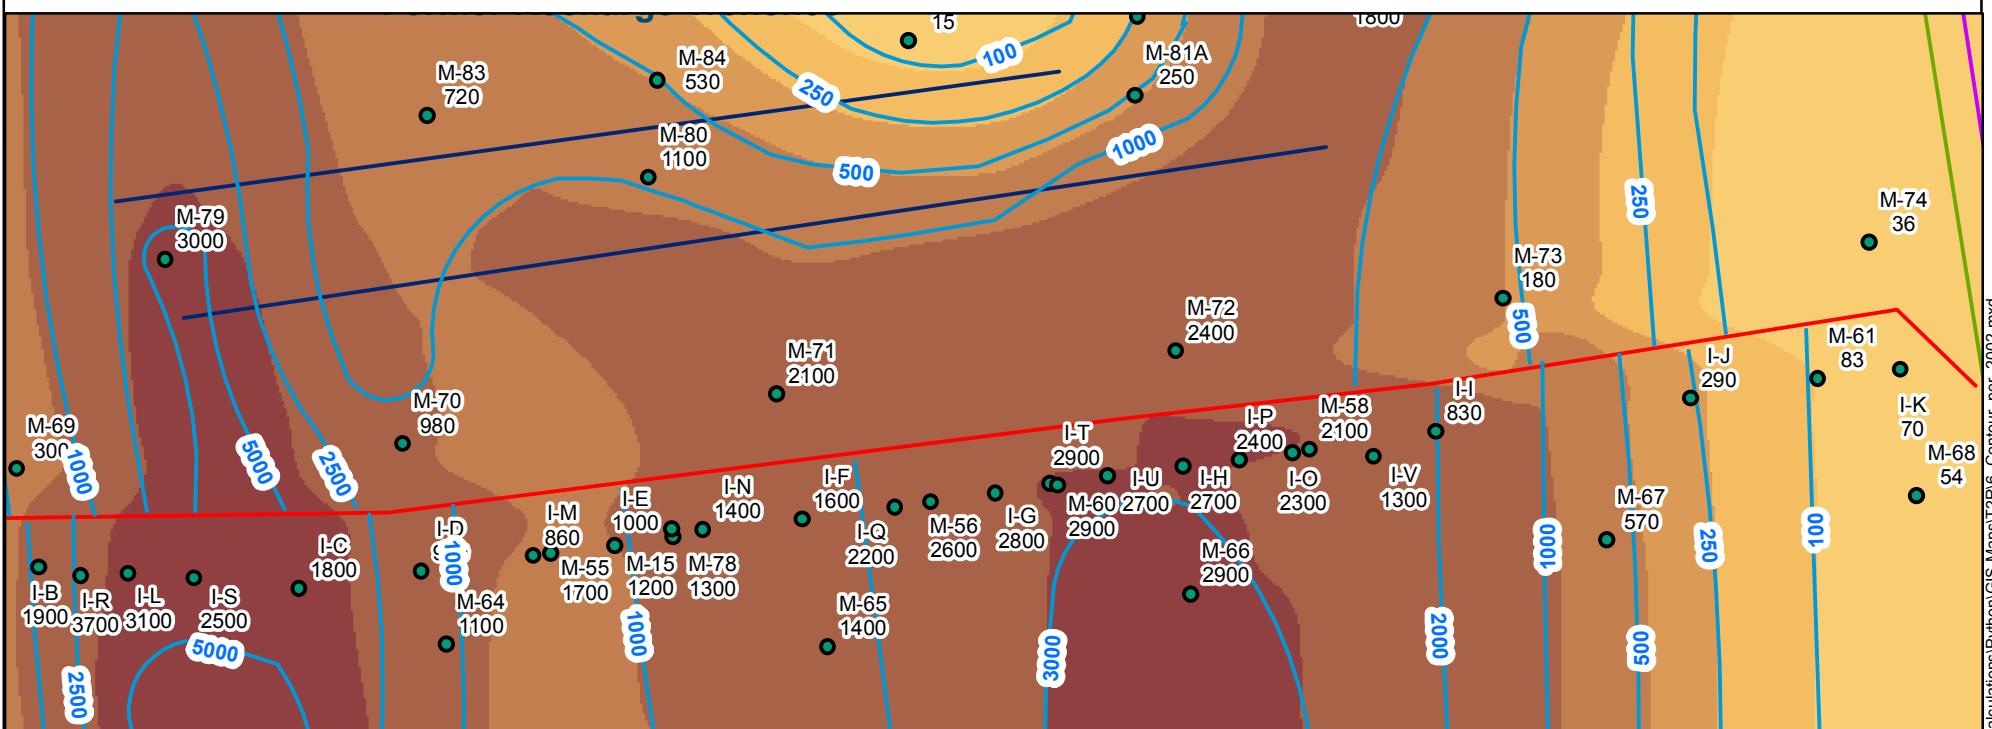 15
1800
100
M-84
530
M-81A
250
M-83
720
250
M-80
1100
1000
500
250
M-74
36
M-79
3000
M-73
180
M-72
2400
500
M-61
83
M-71
2100
I-J
290
M-70
980
I-I
830
M-58
2100
I-P
2400
I-K
70
M-69
300
1000
5000
2500
I-T
2900
M-68
54
I-F
1600
I-N
1400
I-E
1000
I-U
2700
I-H
2700
I-O
2300
I-V
1300
M-67
570
I-M
860
I-D
I-G
2800
M-60
2900
M-56
2600
I-Q
2200
1000
250
100
I-C
1800
1000
M-55
1700
M-15
1200
M-78
1300
M-66
2900
I-B
1900
I-R
3700
I-L
3100
I-S
2500
M-64
1100
M-65
1400
1000
2000
500
5000
3000
2500